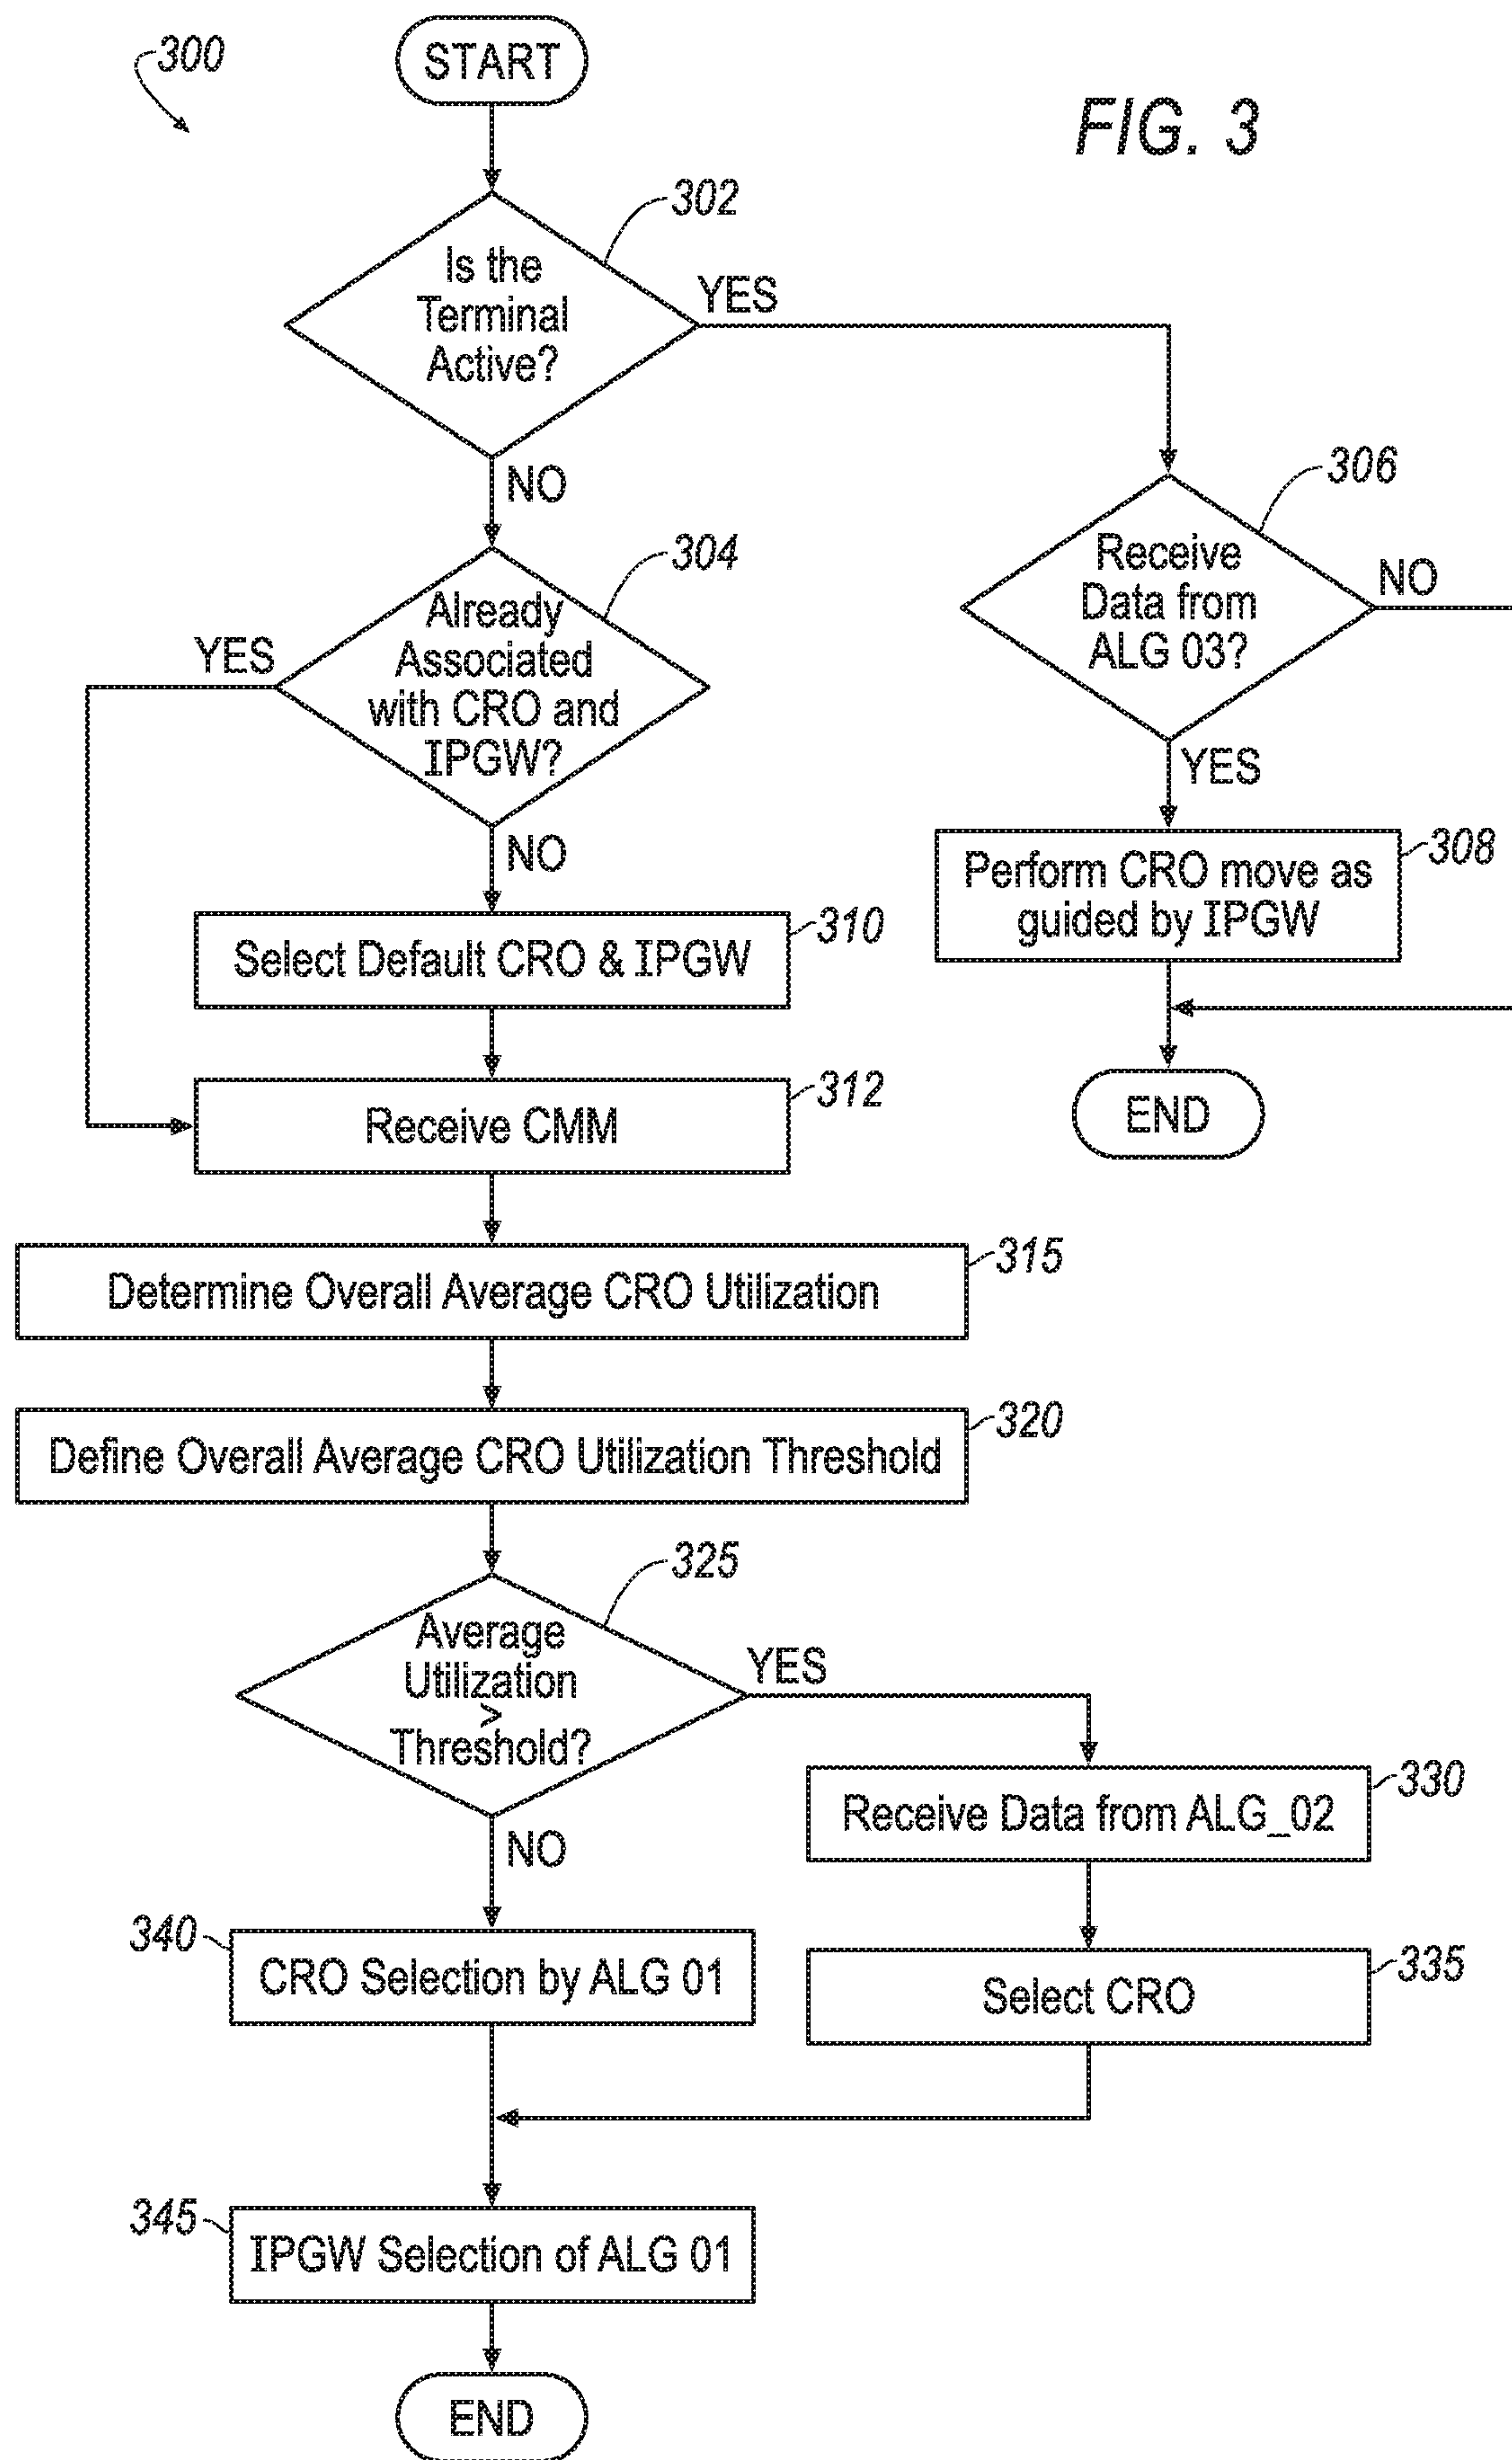 300
START
FIG. 3
302
Is the
Terminal
Active?
YES
NO
304
Already
Associated
with CRO and
IPGW?
YES
NO
306
Receive
Data from
ALG 03?
NO
YES
Perform CRO move as
guided by IPGW
308
END
Select Default CRO & IPGW
310
Receive CMM
312
Determine Overall Average CRO Utilization
315
Define Overall Average CRO Utilization Threshold
320
325
Average
Utilization
>
Threshold?
YES
NO
Receive Data from ALG_02
330
Select CRO
335
340
CRO Selection by ALG 01
345
IPGW Selection of ALG 01
END